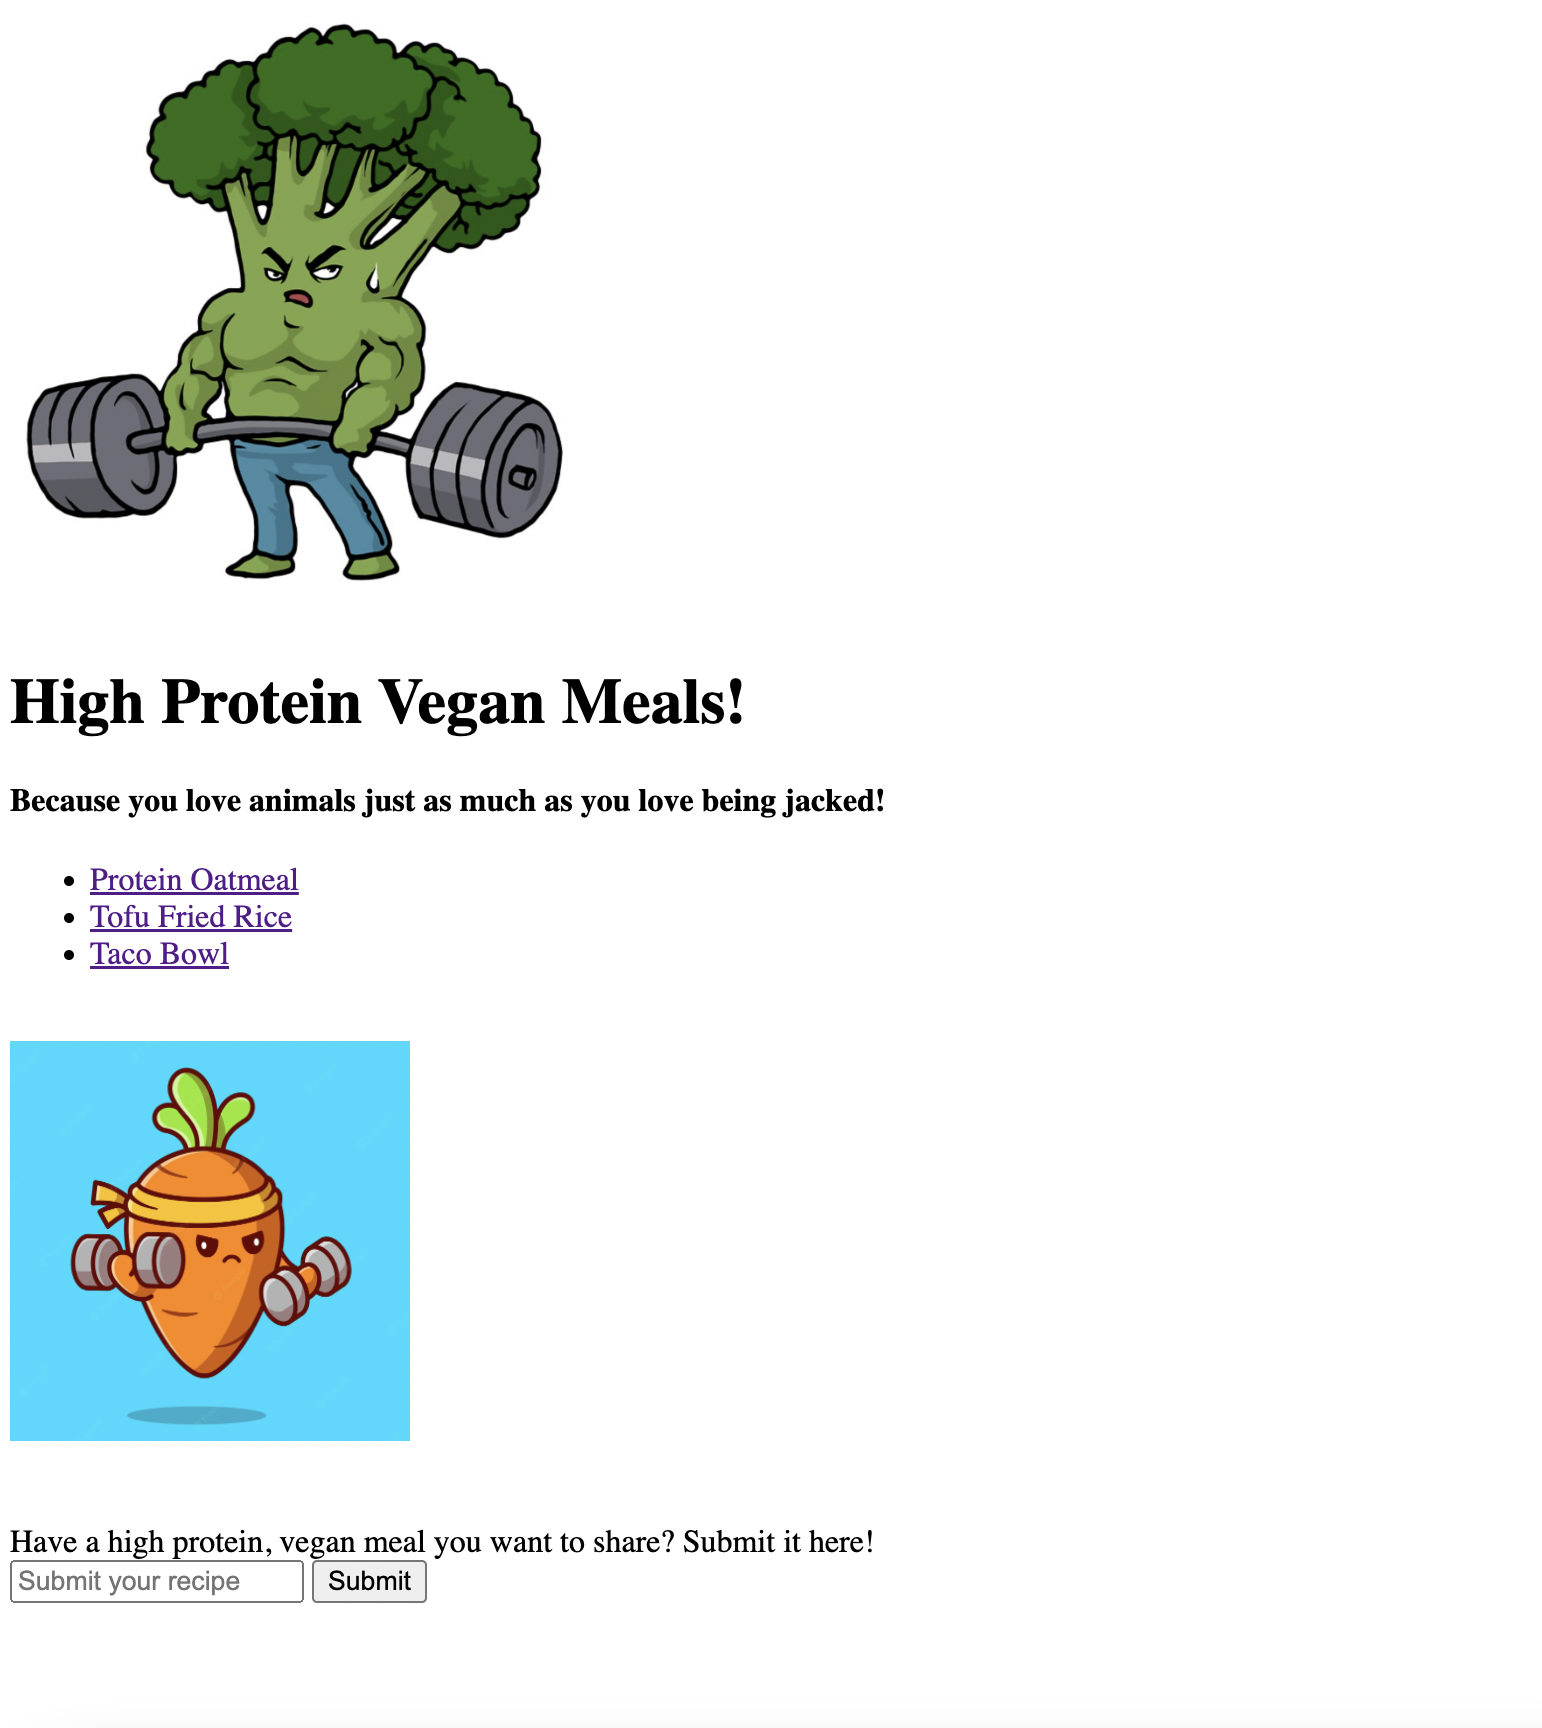 High Protein Vegan Meals!
Because you love animals just as much as you love being jacked!
Protein Oatmeal
Tofu Fried Rice
Taco Bowl
Have a high protein, vegan meal you want to share? Submit it here!
Submit your recipe Submit